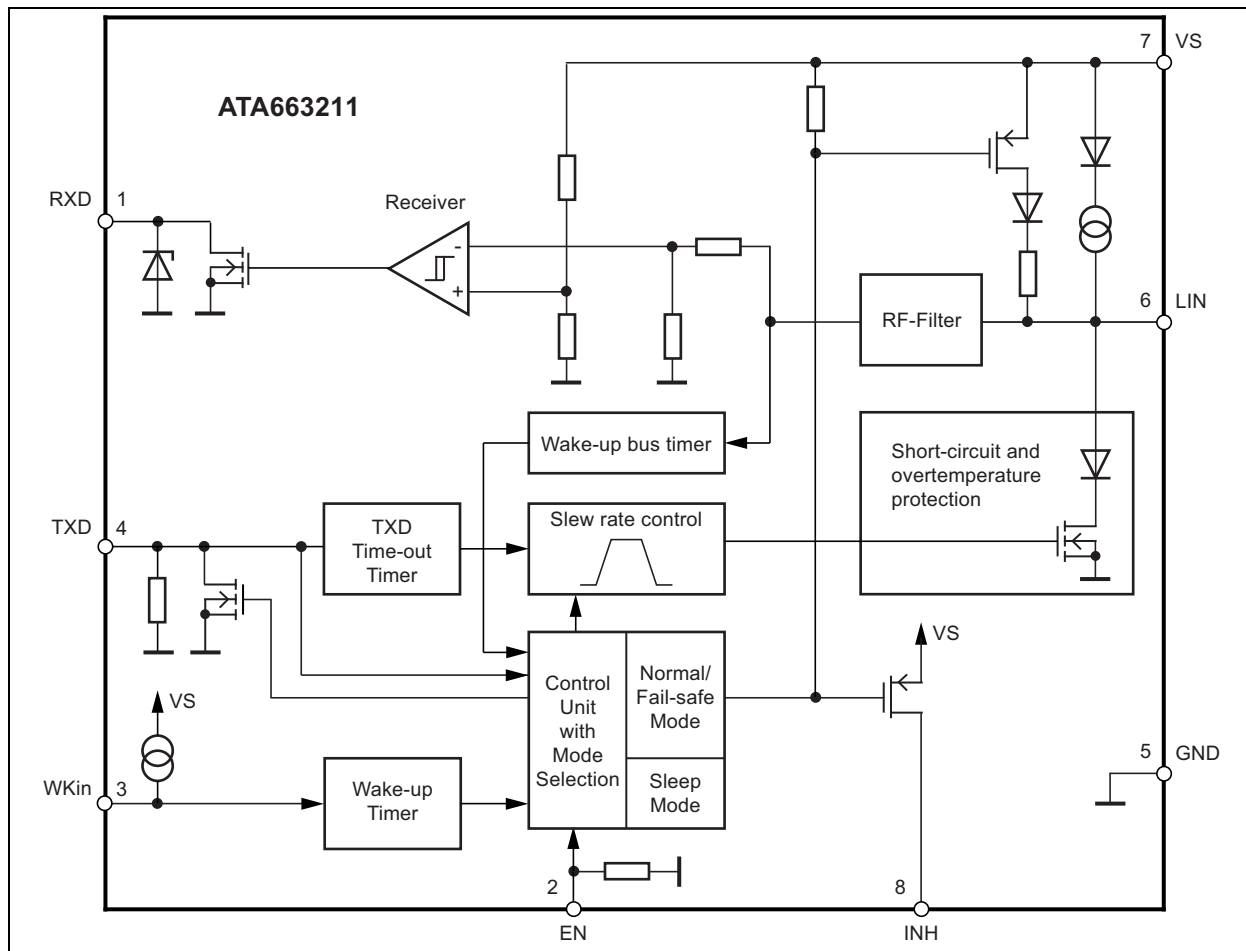 7 VS
ATA663211
RXD 1
Receiver
-
+
6 LIN
RF-Filter
Wake-up bus timer
Short-circuit and
overtemperature
protection
TXD 4
TXD
Time-out
Timer
Slew rate control
VS
Control
Unit
with
Mode
Selection
Normal/
Fail-safe
Mode
Sleep
Mode
VS
5 GND
WKin 3
Wake-up
Timer
2
EN
8
INH